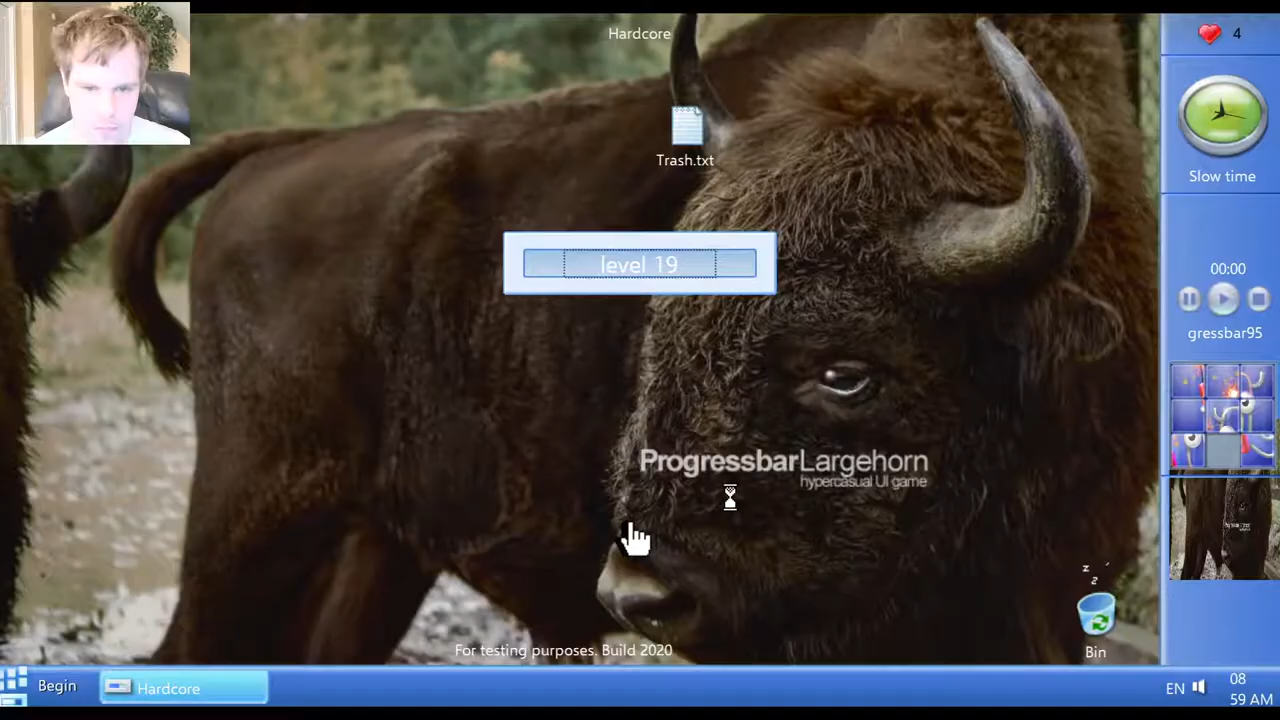 Hardcore
4
Trash.txt
Slow time
level 19
00:00
gressbar95
ProgressbarLargehorn
hypercasual UI game
z
z
Bin
For testing purposes. Build 2020
Begin
Hardcore
EN
08
59 AM